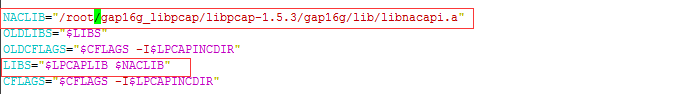 NACLIB="/root/gap16g_libpcap/libpcap-1.5.3/gap16g/lib/libnacapi.a"
OLDLIBS="$LIBS"
OLDCFLAGS="$CFLAGS -I$LPCAPINCDIR"
LIBS="$LPCAPLIB $NACLIB"
CFLAGS="$CFLAGS -I$LPCAPINCDIR"